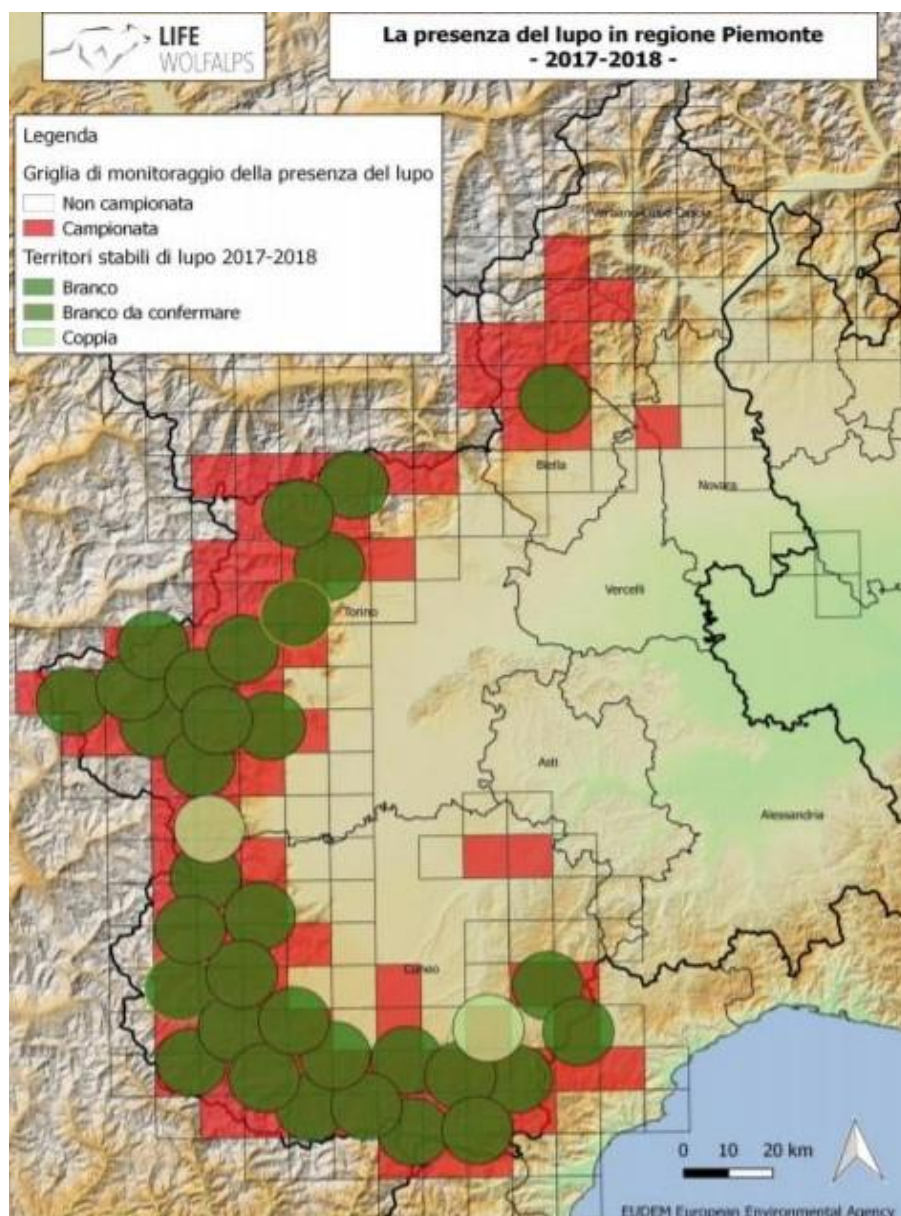 LIFE
WOLFALPS
La presenza del lupo in regione Piemonte
- 2017-2018 -
Legenda
Griglia di monitoraggio della presenza del lupo
Non campionata
Campionata
Territori stabili di lupo 2017-2018
Branco
Branco da confermare
Coppia
Biella
Novara
Torino
Vercelli
Asti
Alessandria
Cuneo
0 10 20 km
EUDEM European Environmental Agency